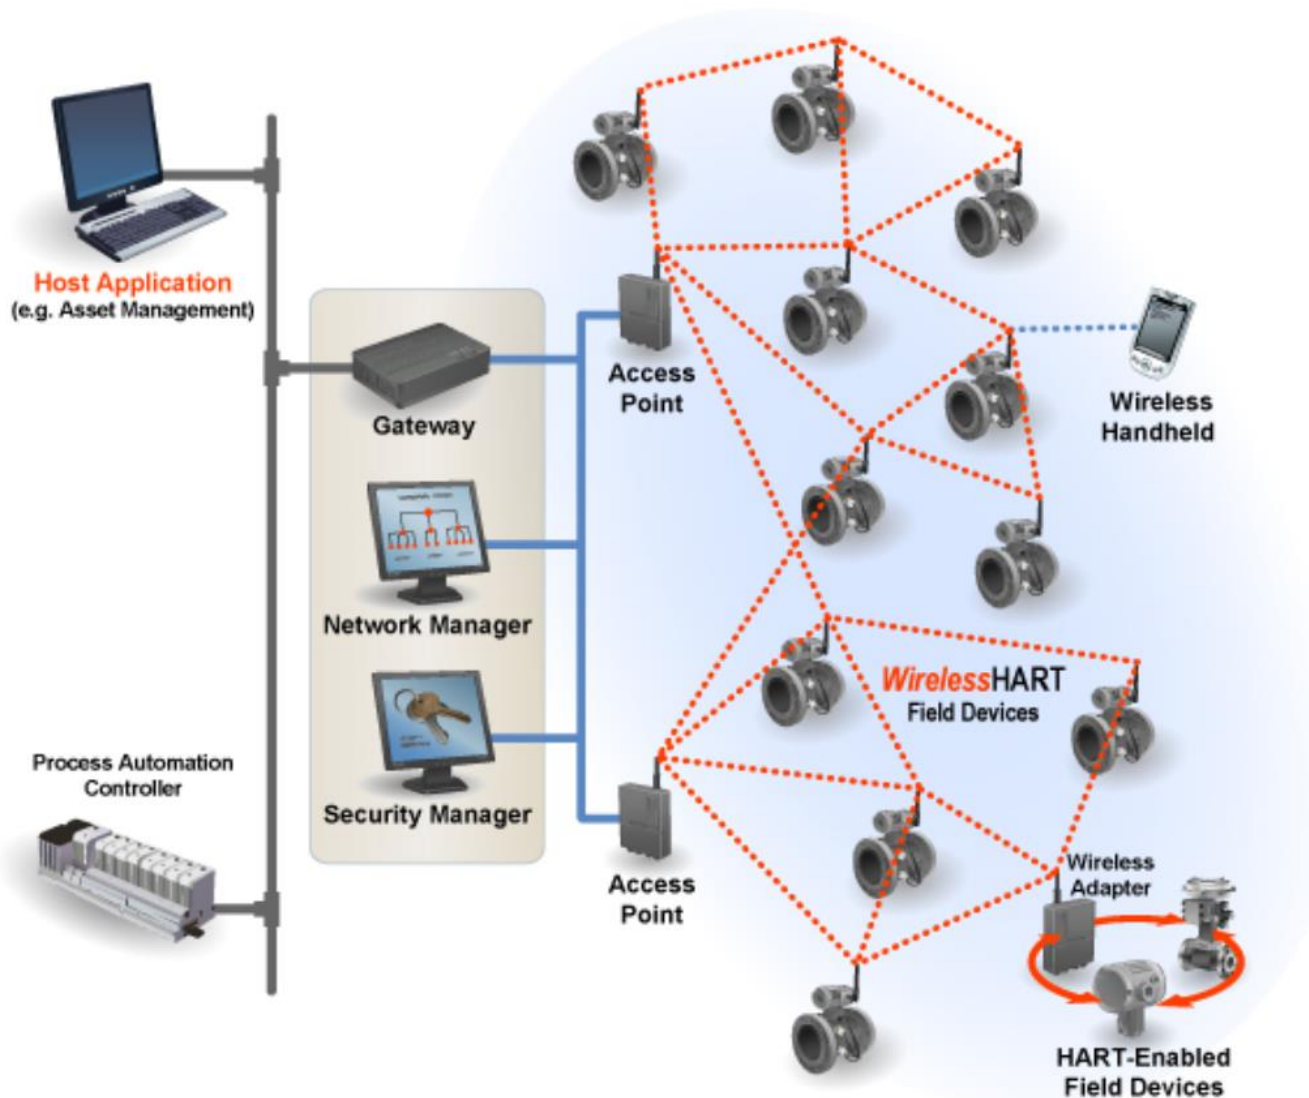 Host Application
(e.g. Asset Management)
Gateway
Access
Point
Wireless
Handheld
Network Manager
WirelessHART
Field Devices
Security Manager
Process Automation
Controller
Access
Point
Wireless
Adapter
HART-Enabled
Field Devices